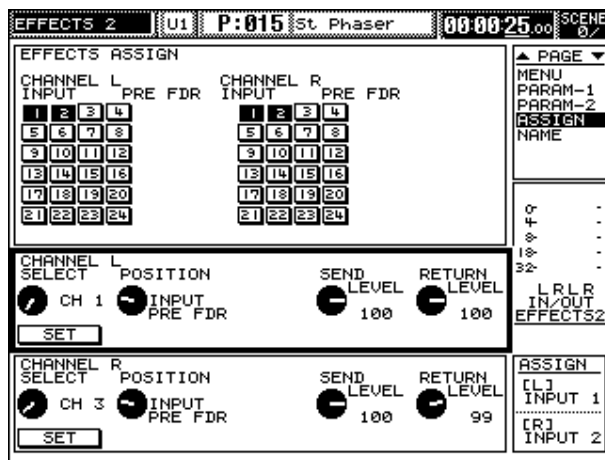 EFFECTS 2 U1 P:015 St Phaser 00:00:25.00 SCENE 0/
EFFECTS ASSIGN
CHANNEL L CHANNEL R
INPUT PRE FDR INPUT PRE FDR
1 2 3 4 1 2 3 4
5 6 7 8 5 6 7 8
9 10 11 12 9 10 11 12
13 14 15 16 13 14 15 16
17 18 19 20 17 18 19 20
21 22 23 24 21 22 23 24
▲ PAGE ▼
MENU
PARAM-1
PARAM-2
ASSIGN
NAME
0- -
4- -
8- -
18- -
32- -
L R L R
IN/OUT
EFFECTS2
CHANNEL L
SELECT POSITION SEND LEVEL RETURN LEVEL
CH 1 INPUT PRE FDR 100 100
SET
CHANNEL R
SELECT POSITION SEND LEVEL RETURN LEVEL
CH 3 INPUT PRE FDR 100 99
SET
ASSIGN
[L]
INPUT 1
[R]
INPUT 2